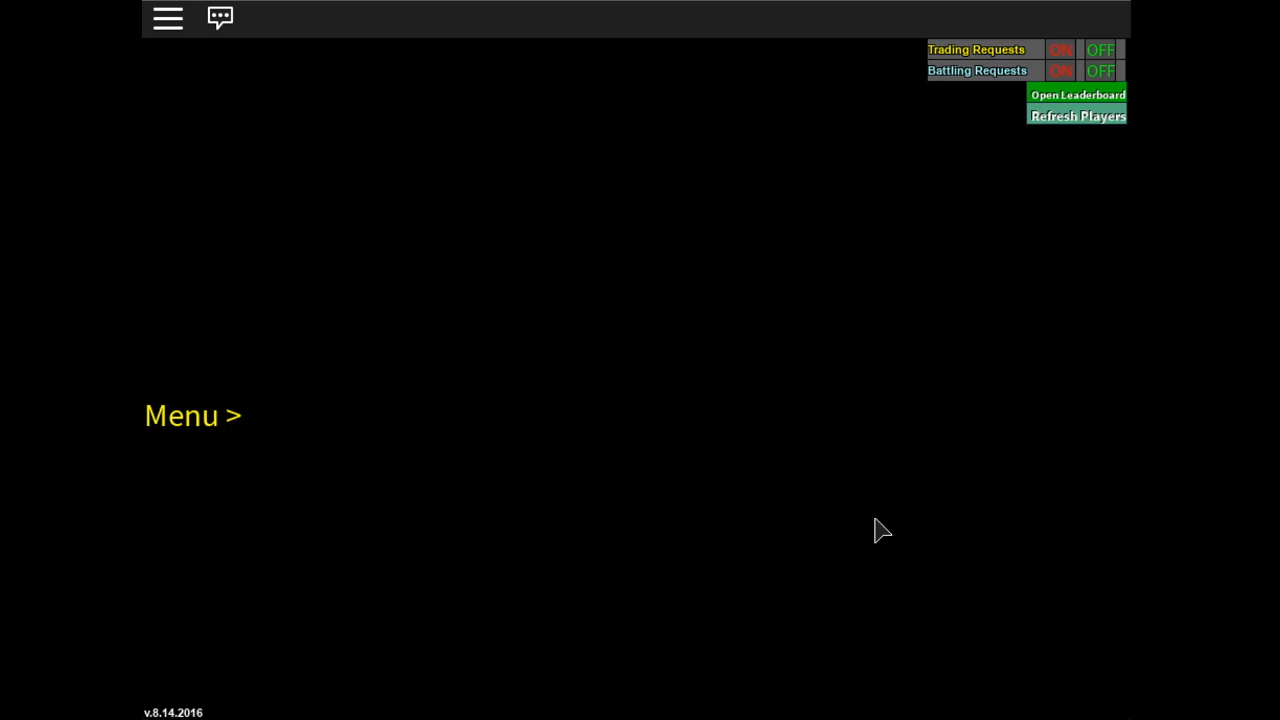 Trading Requests ON OFF
Battling Requests ON OFF
Open Leaderboard
Refresh Players
Menu >
v.8.14.2016